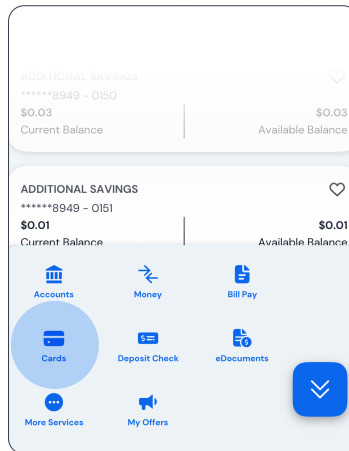 ADDITIONAL SAVINGS
******8949 - 0150
$0.03 $0.03
Current Balance Available Balance
ADDITIONAL SAVINGS
******8949 - 0151
$0.01 $0.01
Current Balance Available Balance
Accounts Money Bill Pay
Cards Deposit Check eDocuments
More Services My Offers